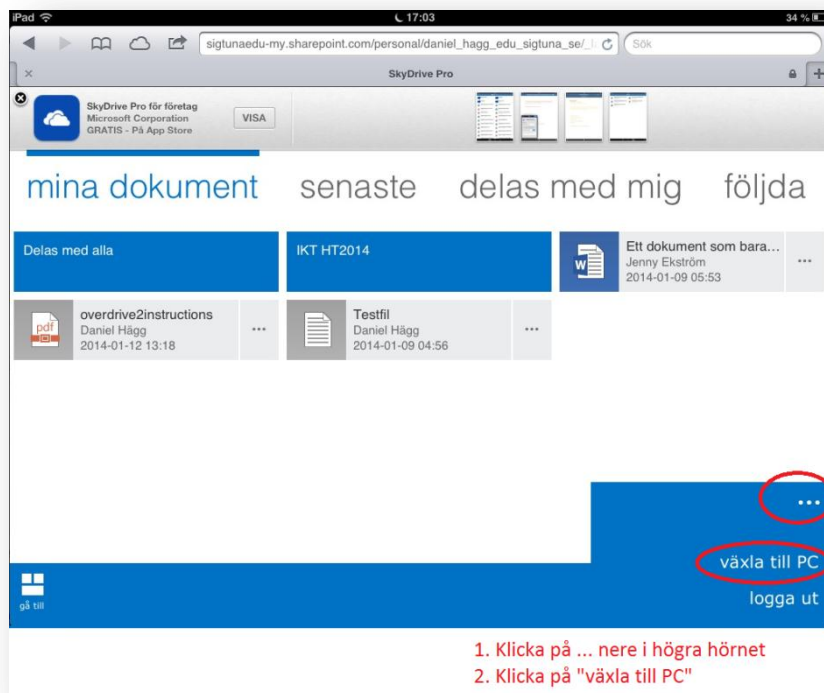 iPad 17:03 34 %
sigtunaedu-my.sharepoint.com/personal/daniel_hagg_edu_sigtuna_se/_
Sök
SkyDrive Pro
SkyDrive Pro för företag
Microsoft Corporation
GRATIS - På App Store
VISA
mina dokument senaste delas med mig följda
Delas med alla
IKT HT2014
Ett dokument som bara...
Jenny Ekström
2014-01-09 05:53
...
pdf
overdrive2instructions
Daniel Hägg
2014-01-12 13:18
...
Testfil
Daniel Hägg
2014-01-09 04:56
...
...
växla till PC
logga ut
gå till
1. Klicka på ... nere i högra hörnet
2. Klicka på "växla till PC"